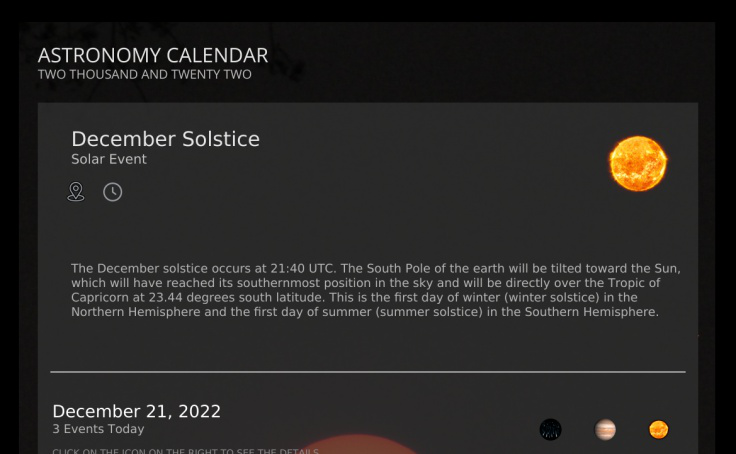 ASTRONOMY CALENDAR
TWO THOUSAND AND TWENTY TWO
December Solstice
Solar Event
The December solstice occurs at 21:40 UTC. The South Pole of the earth will be tilted toward the Sun,
which will have reached its southernmost position in the sky and will be directly over the Tropic of
Capricorn at 23.44 degrees south latitude. This is the first day of winter (winter solstice) in the
Northern Hemisphere and the first day of summer (summer solstice) in the Southern Hemisphere.
December 21, 2022
3 Events Today
CLICK ON THE ICON ON THE RIGHT TO SEE THE DETAILS